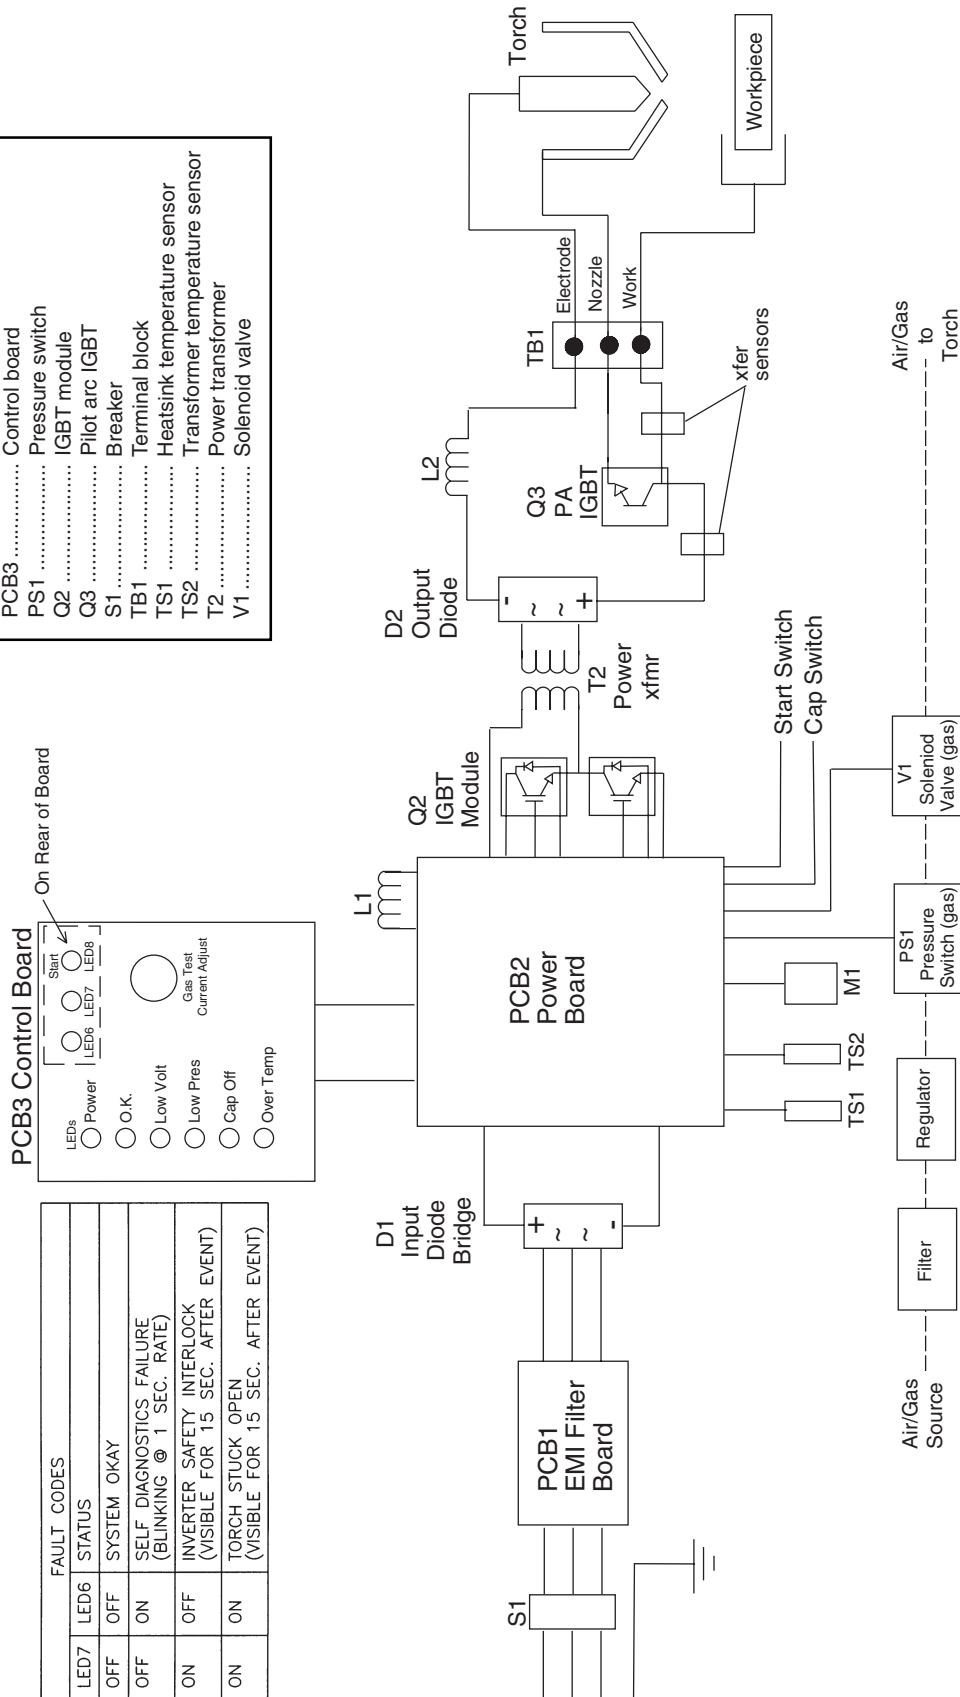 PCB3 ................ Control board
PS1 .................. Pressure switch
Q2 .................... IGBT module
Q3 .................... Pilot arc IGBT
S1 .................... Breaker
TB1 .................. Terminal block
TS1 .................. Heatsink temperature sensor
TS2 .................. Transformer temperature sensor
T2 .................... Power transformer
V1 .................... Solenoid valve
FAULT CODES
LED7 LED6 STATUS
OFF OFF SYSTEM OKAY
OFF ON SELF DIAGNOSTICS FAILURE
(BLINKING @ 1 SEC. RATE)
ON OFF INVERTER SAFETY INTERLOCK
(VISIBLE FOR 15 SEC. AFTER EVENT)
ON ON TORCH STUCK OPEN
(VISIBLE FOR 15 SEC. AFTER EVENT)
PCB3 Control Board
On Rear of Board
Start
LED6
LED7
LED8
LEDs
Power
O.K.
Low Volt
Low Pres
Cap Off
Over Temp
Gas Test
Current Adjust
S1
PCB1
EMI Filter
Board
D1
Input
Diode
Bridge
+
~
~
-
L1
PCB2
Power
Board
Q2
IGBT
Module
T2
Power
xfmr
D2
Output
Diode
-
~
~
+
L2
Q3
PA
IGBT
TB1
Electrode
Nozzle
Work
xfer
sensors
Torch
Workpiece
TS1
TS2
M1
Start Switch
Cap Switch
Air/Gas
Source
Filter
Regulator
PS1
Pressure
Switch (gas)
V1
Soleniod
Valve (gas)
Air/Gas
to
Torch